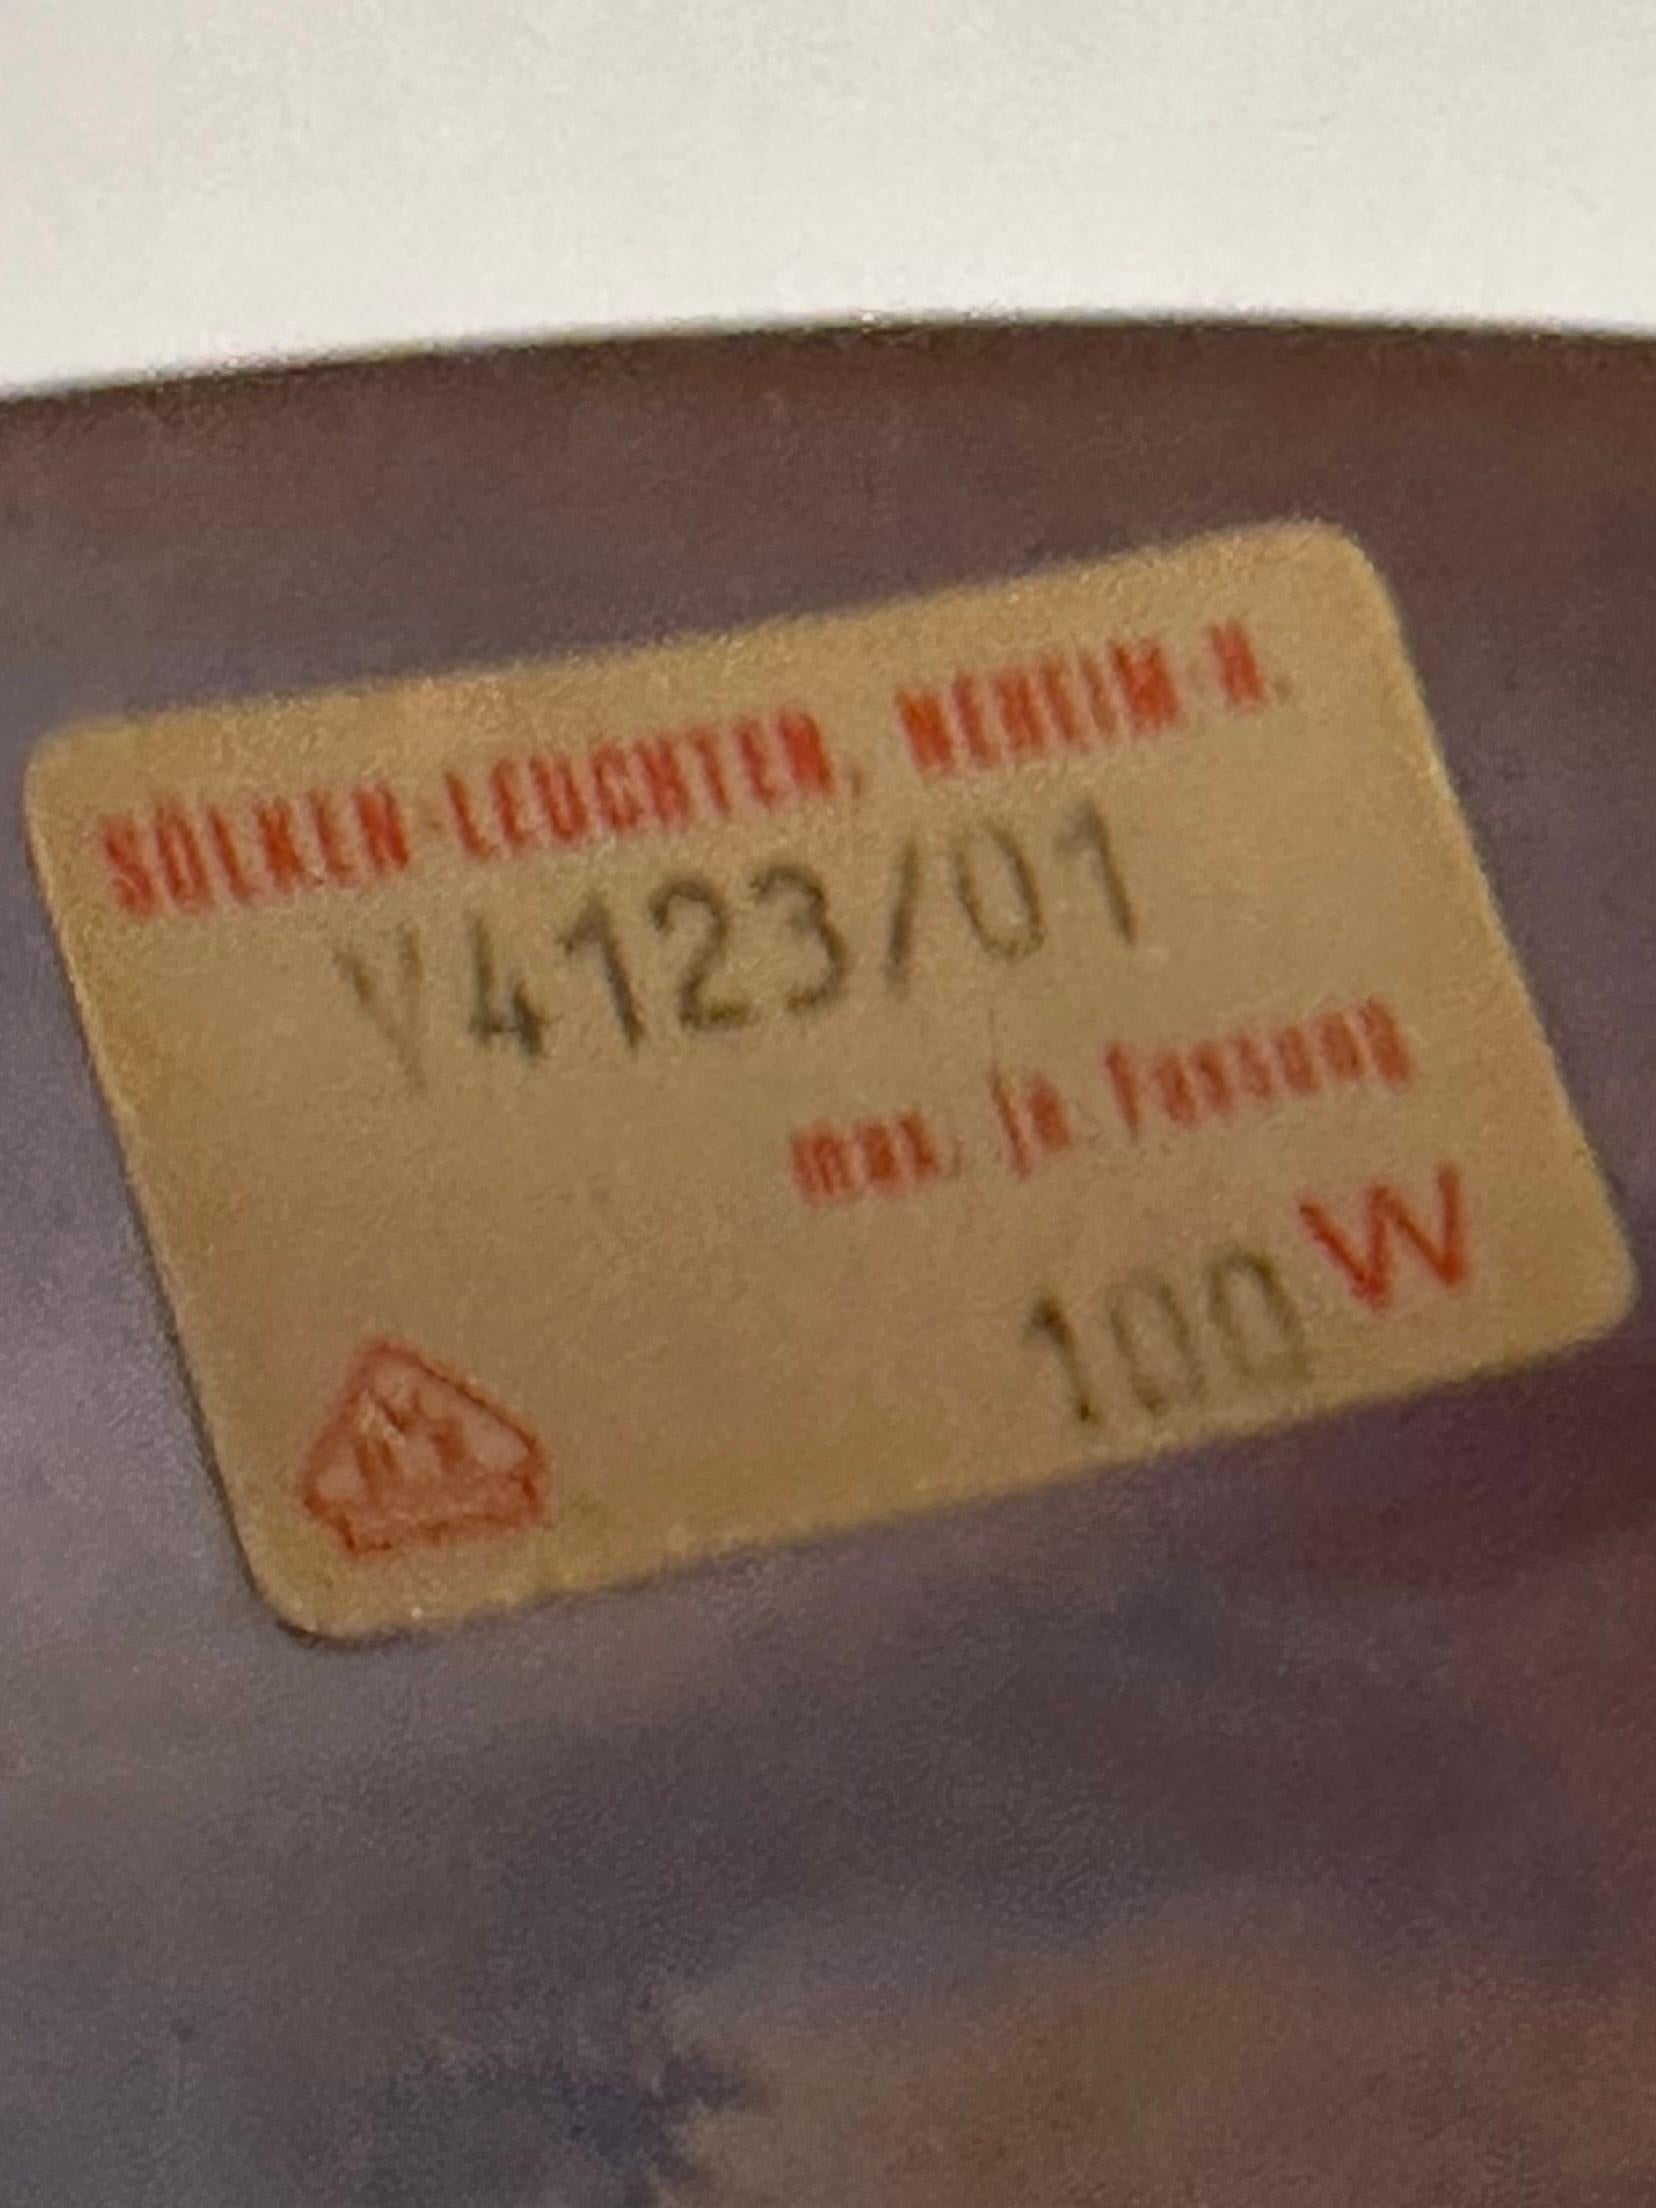 SÖLKEN-LEUCHTEN, NEHEIM-H.
V4123/01
max. je Fassung
100 W